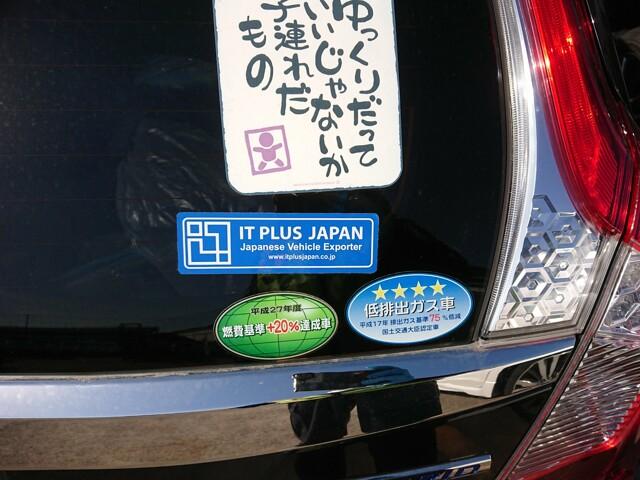 ゆっくりだって
いいじゃないか
子連れだ
もの
IT PLUS JAPAN
Japanese Vehicle Exporter
www.itplusjapan.co.jp
平成27年度
燃費基準+20%達成車
低排出ガス車
平成17年 排出ガス基準 75 %低減
国土交通大臣認定車